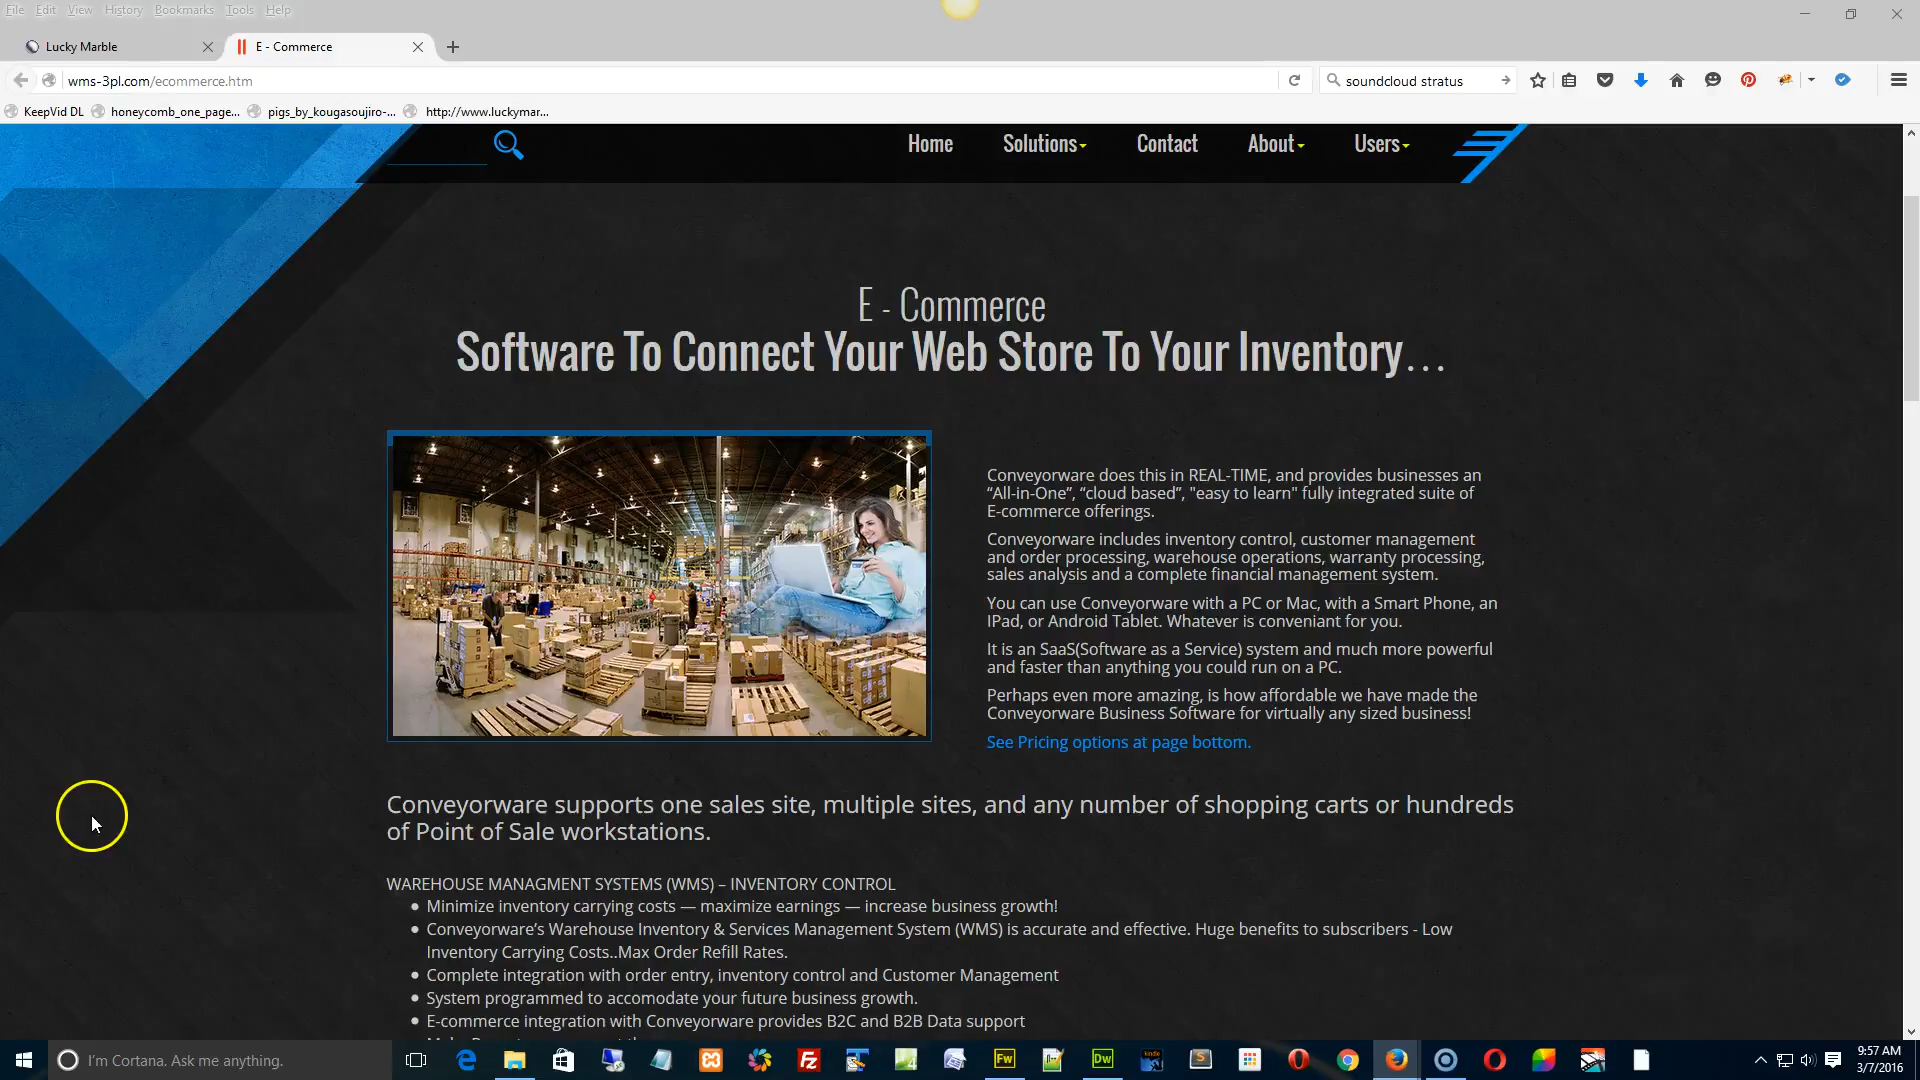 File Edit View History Bookmarks Tools Help
Lucky Marble
E - Commerce
wms-3pl.com/ecommerce.htm
soundcloud stratus
KeepVid DL
honeycomb_one_page...
pigs_by_kougasoujiro-...
http://www.luckymar...
Home Solutions Contact About Users
E - Commerce
Software To Connect Your Web Store To Your Inventory...
Conveyorware does this in REAL-TIME, and provides businesses an
“All-in-One”, “cloud based”, "easy to learn" fully integrated suite of
E-commerce offerings.
Conveyorware includes inventory control, customer management
and order processing, warehouse operations, warranty processing,
sales analysis and a complete financial management system.
You can use Conveyorware with a PC or Mac, with a Smart Phone, an
IPad, or Android Tablet. Whatever is conveniant for you.
It is an SaaS(Software as a Service) system and much more powerful
and faster than anything you could run on a PC.
Perhaps even more amazing, is how affordable we have made the
Conveyorware Business Software for virtually any sized business!
See Pricing options at page bottom.
Conveyorware supports one sales site, multiple sites, and any number of shopping carts or hundreds
of Point of Sale workstations.
WAREHOUSE MANAGMENT SYSTEMS (WMS) – INVENTORY CONTROL
Minimize inventory carrying costs — maximize earnings — increase business growth!
Conveyorware’s Warehouse Inventory & Services Management System (WMS) is accurate and effective. Huge benefits to subscribers - Low
Inventory Carrying Costs..Max Order Refill Rates.
Complete integration with order entry, inventory control and Customer Management
System programmed to accomodate your future business growth.
E-commerce integration with Conveyorware provides B2C and B2B Data support
I'm Cortana. Ask me anything.
Fw
Dw
kindle
9:57 AM
3/7/2016